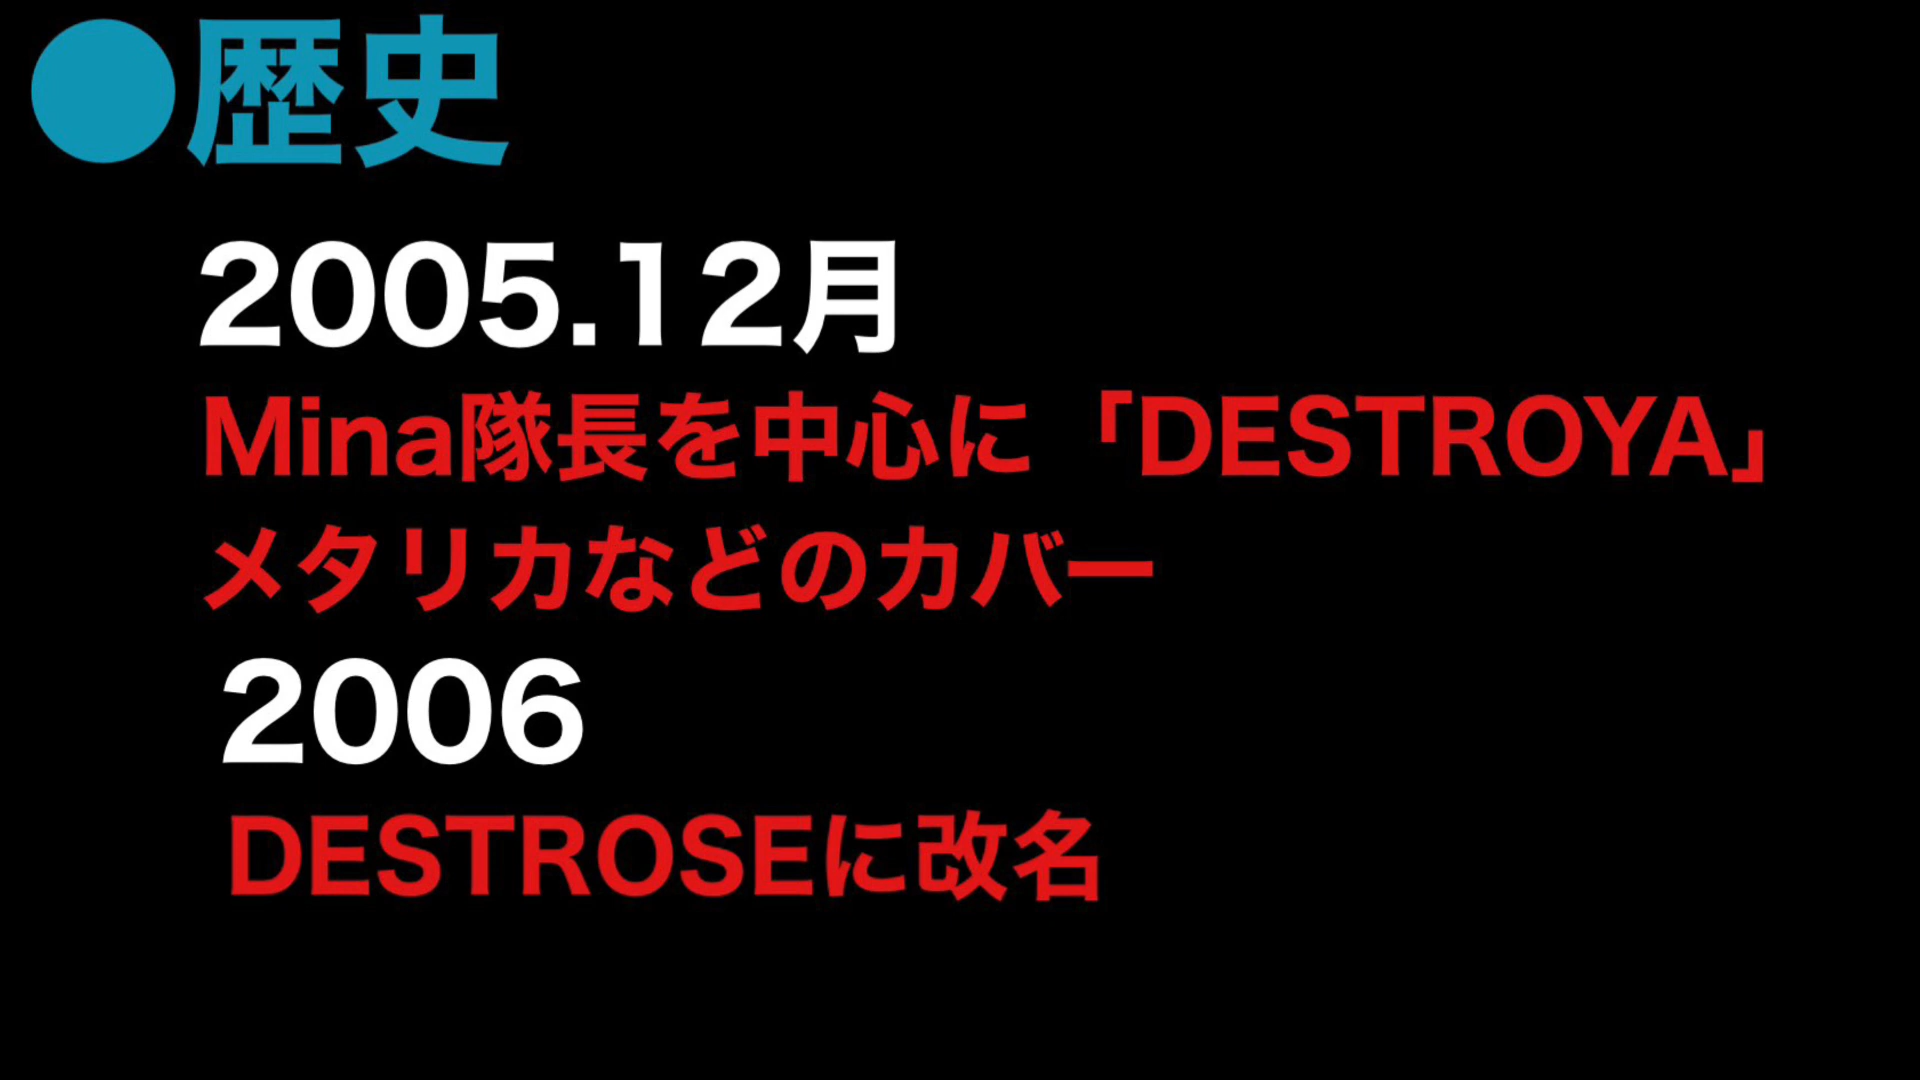 ●歴史
2005.12月
Mina隊長を中心に「DESTROYA」
メタリカなどのカバー
2006
DESTROSEに改名